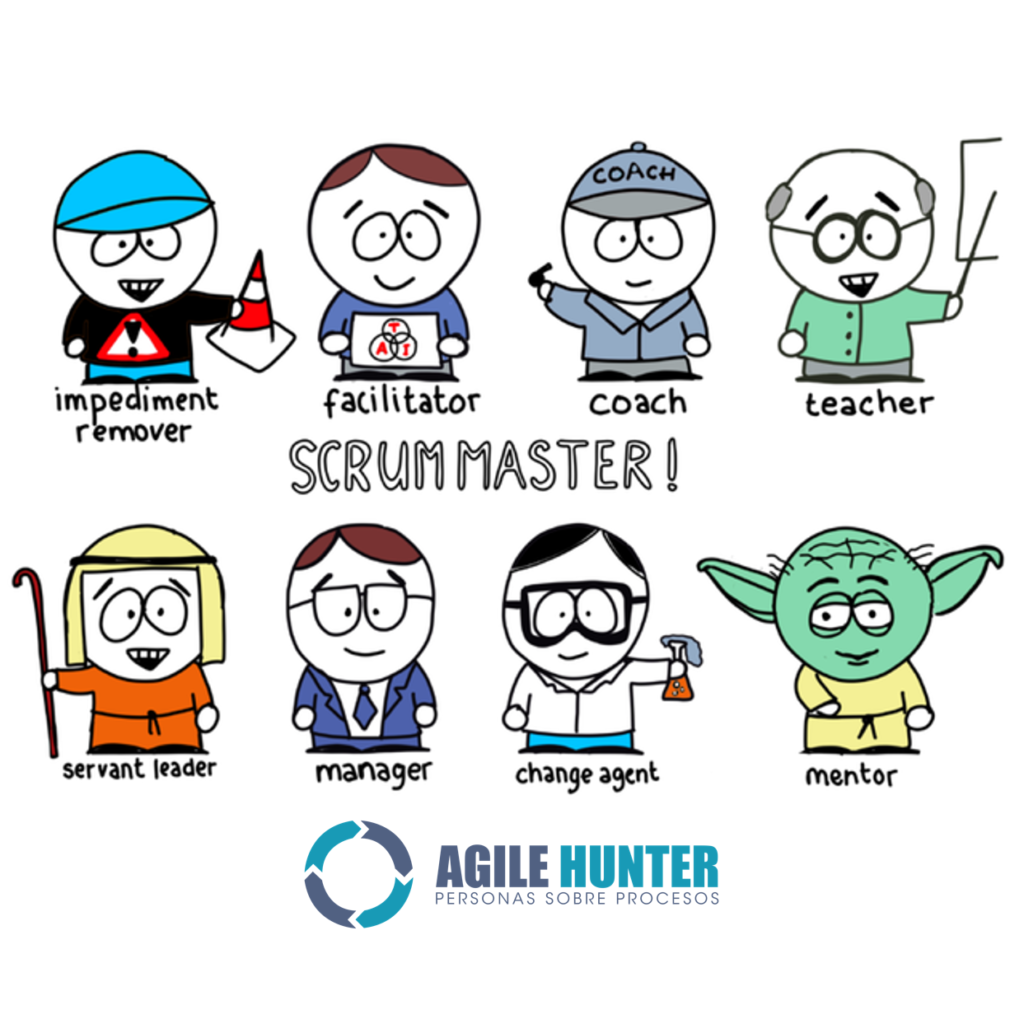 COACH
T
A I
impediment
remover
facilitator
coach
teacher
SCRUM MASTER!
servant leader
manager
change agent
mentor
AGILE HUNTER
PERSONAS SOBRE PROCESOS